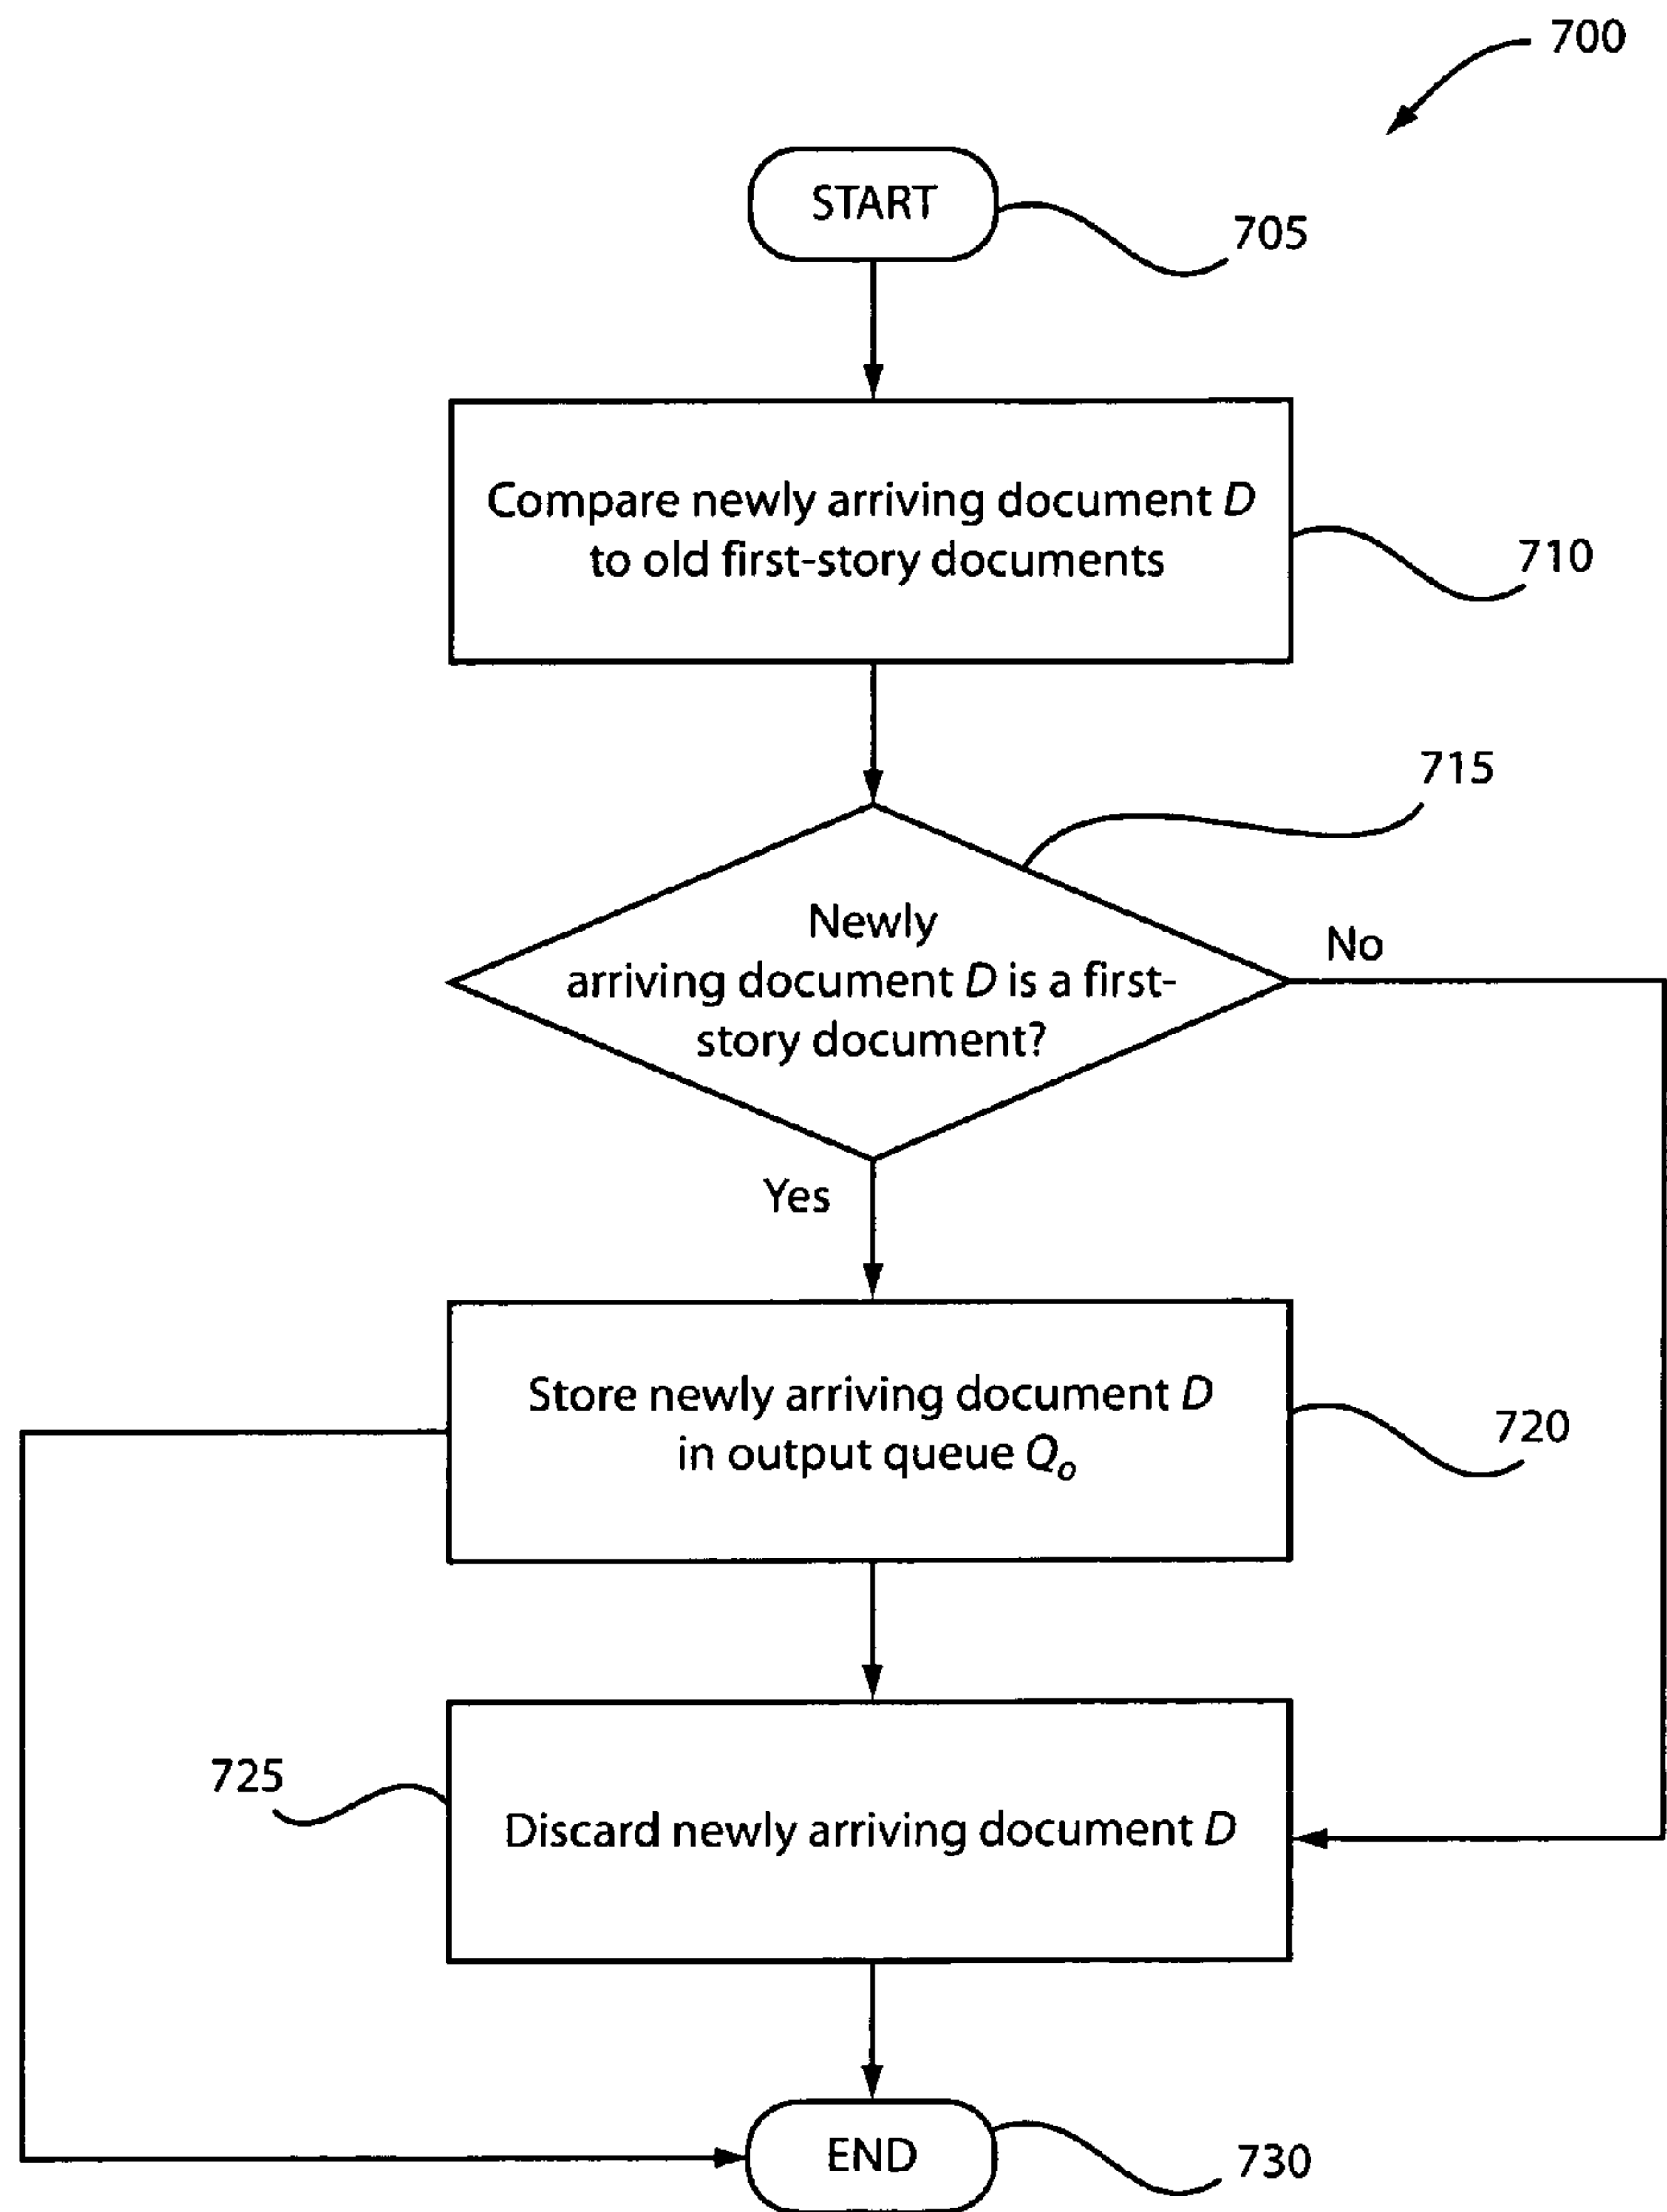 700
START
705
Compare newly arriving document D
to old first-story documents
710
715
Newly
arriving document D is a first-
story document?
No
Yes
Store newly arriving document D
in output queue Qo
720
725
Discard newly arriving document D
END
730